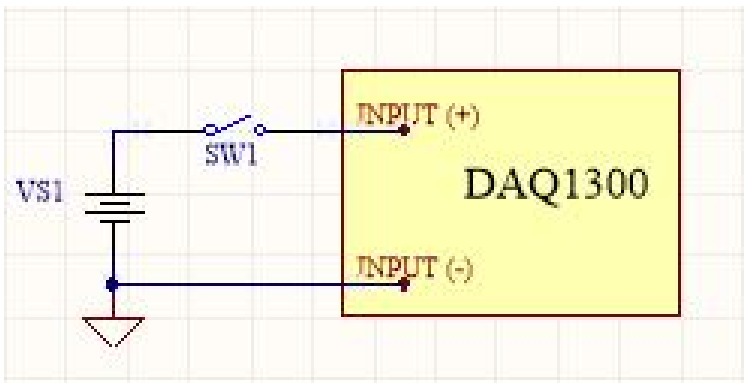 INPUT (+)
SW1
VS1
DAQ1300
INPUT (-)